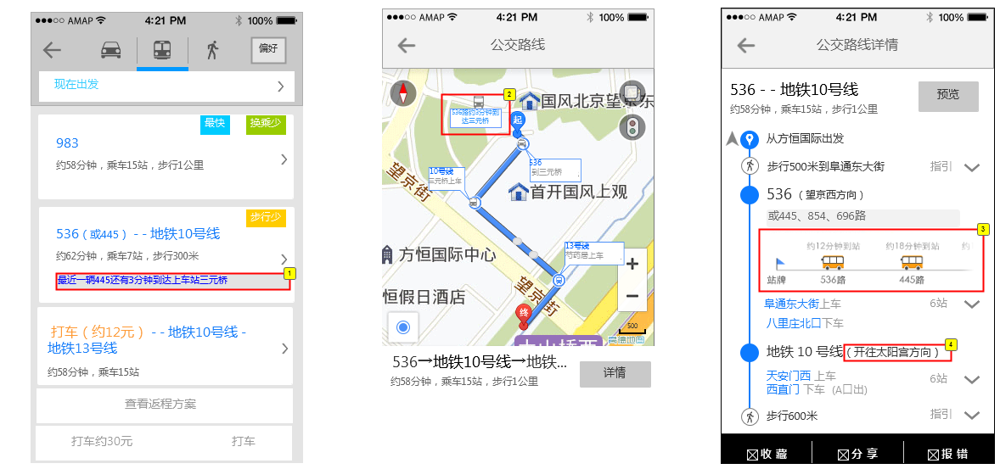 ●●●○○ AMAP 4:21 PM 100%
偏好
现在出发
最快 换乘少
983
约58分钟，乘车15站，步行1公里
步行少
536（或445）- - 地铁10号线
约62分钟，乘车7站，步行300米
最近一辆445还有3分钟到达上车站三元桥
1
打车（约12元）- - 地铁10号线 -
地铁13号线
约58分钟，乘车15站
查看返程方案
打车约30元 打车
●●●○○ AMAP 4:21 PM 100%
公交路线
2
536路约3分钟到
达三元桥
国风北京望京东
起
536
到三元桥
10号线
三元桥上车
望京街
首开国风上观
13号线
芍药居上车
方恒国际中心
望京街
恒假日酒店
终
500
高德地图
536→地铁10号线→地铁...
约58分钟，乘车15站，步行1公里
详情
●●●○○ AMAP 4:21 PM 100%
公交路线详情
536 - - 地铁10号线
约58分钟，乘车15站，步行1公里
预览
从方恒国际出发
步行500米到阜通东大街 指引
536（望京西方向）
或445、854、696路
3
约12分钟到站 约18分钟到站 约
站牌 536路 445路
阜通东大街上车 6站
八里庄北口下车
4
地铁 10 号线（开往太阳宫方向）
天安门西 上车 6站
西直门 下车 (A口出)
步行600米 指引
收 藏 分 享 报 错